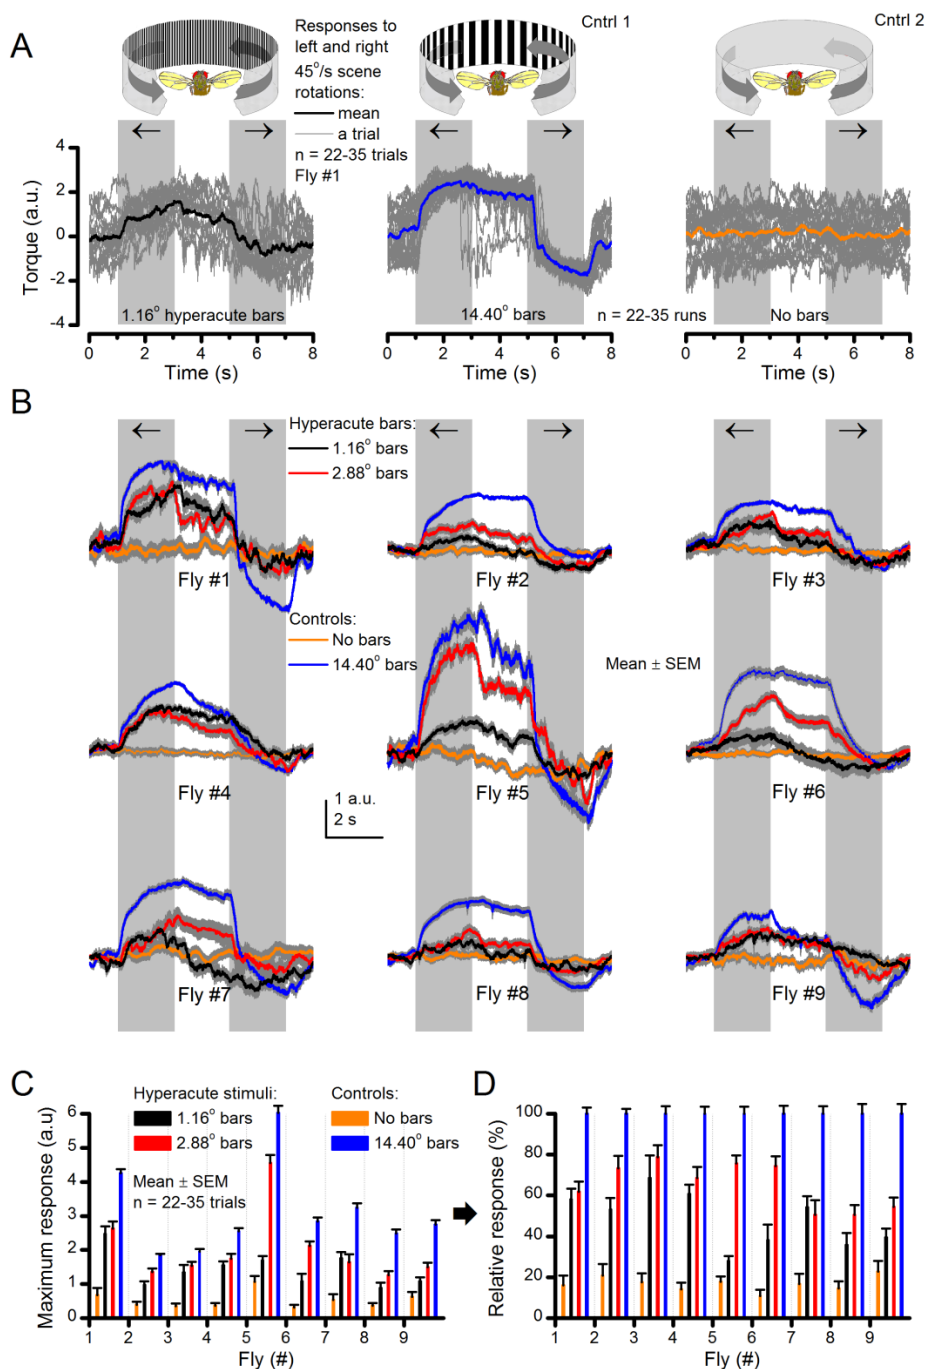 A
Responses to
left and right
45°/s scene
rotations:
mean
a trial
n = 22-35 trials
Fly #1
Cntrl 1
Cntrl 2
← →
← →
← →
Torque (a.u.)
4
2
0
-2
-4
1.16° hyperacute bars
14.40° bars
n = 22-35 runs
No bars
0 2 4 6 8
0 2 4 6 8
0 2 4 6 8
Time (s)
Time (s)
Time (s)
B
← →
← →
← →
Hyperacute bars:
1.16° bars
2.88° bars
Fly #1
Fly #2
Fly #3
Controls:
No bars
14.40° bars
Mean ± SEM
Fly #4
Fly #5
Fly #6
1 a.u.
2 s
Fly #7
Fly #8
Fly #9
C
Hyperacute stimuli:
1.16° bars
2.88° bars
Controls:
No bars
14.40° bars
Mean ± SEM
n = 22-35 trials
Maximum response (a.u)
6
5
4
3
2
1
0
1 2 3 4 5 6 7 8 9
Fly (#)
D
Relative response (%)
100
80
60
40
20
0
1 2 3 4 5 6 7 8 9
Fly (#)